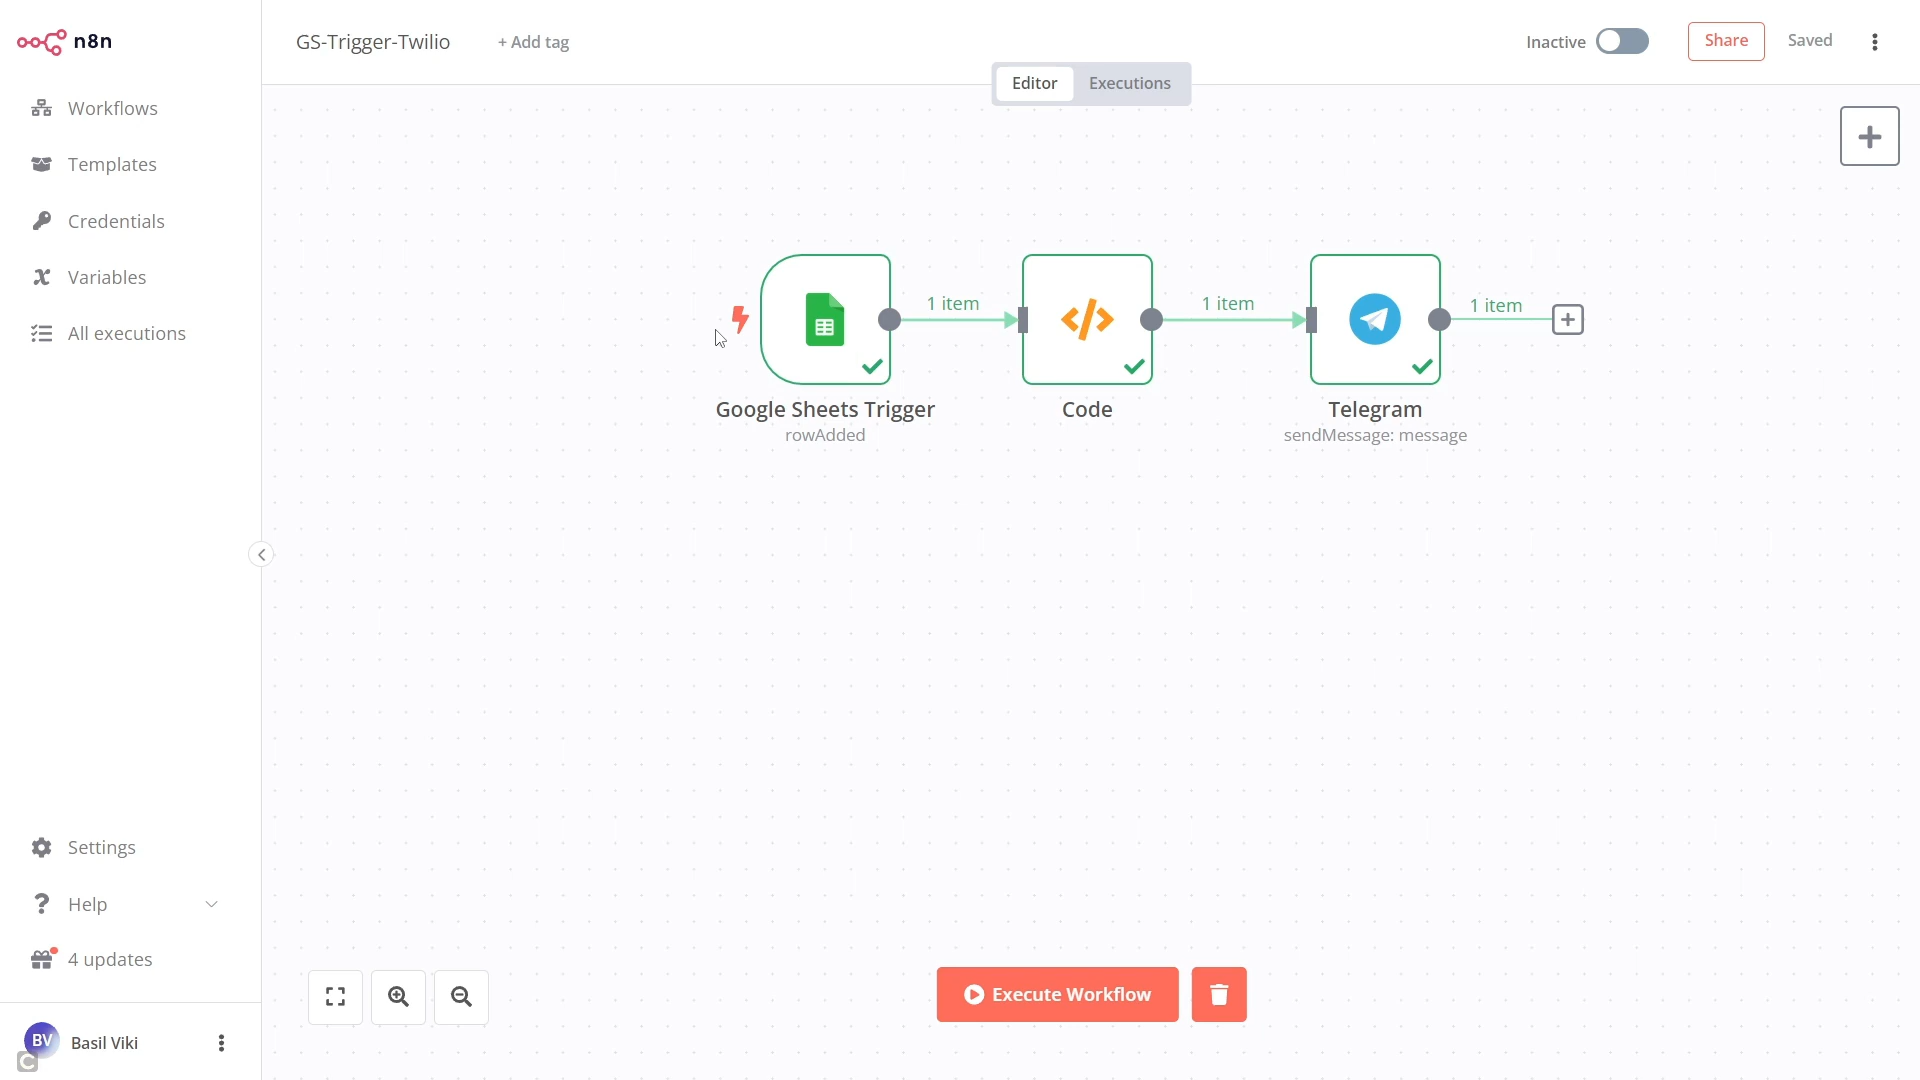 n8n
GS-Trigger-Twilio
+ Add tag
Inactive
Share
Saved
Editor
Executions
Workflows
Templates
Credentials
Variables
All executions
1 item
1 item
1 item
Google Sheets Trigger
rowAdded
Code
Telegram
sendMessage: message
Settings
Help
4 updates
Execute Workflow
BV
Basil Viki
C